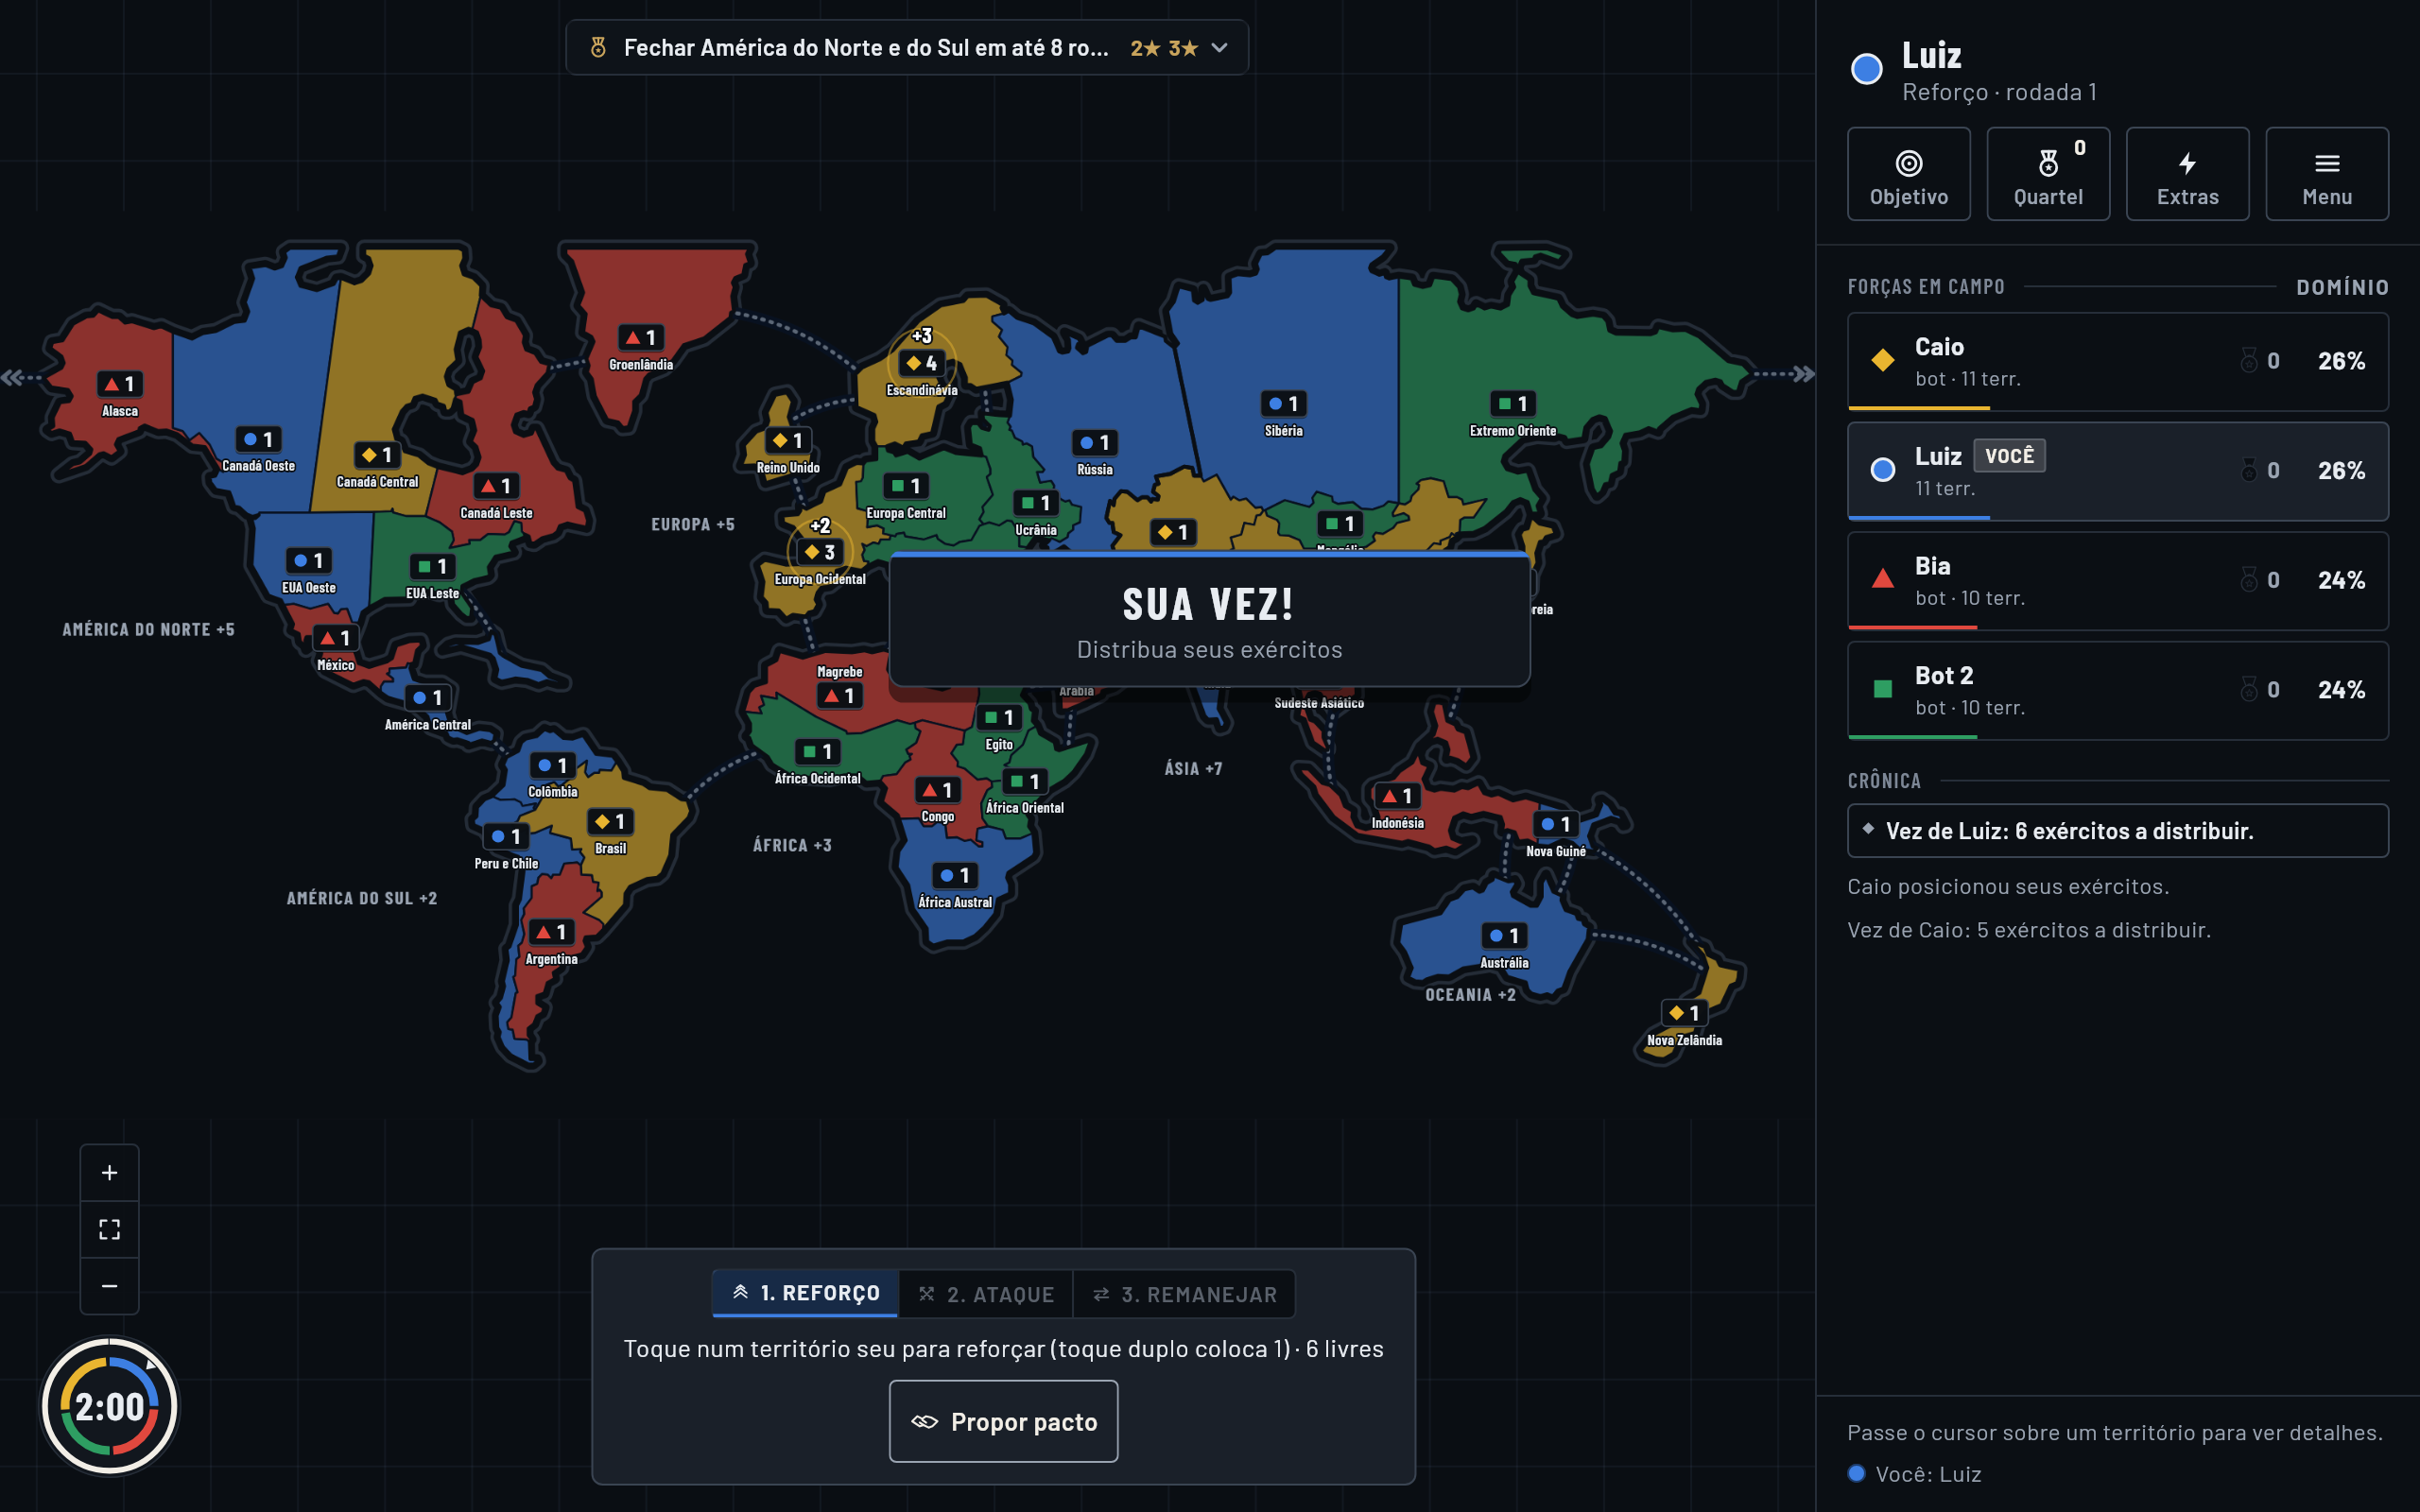 Fechar América do Norte e do Sul em até 8 ro... 2★ 3★
Luiz
Reforço · rodada 1
Objetivo
0
Quartel
Extras
Menu
FORÇAS EM CAMPO
DOMÍNIO
Caio
bot · 11 terr.
0
26%
Luiz VOCÊ
11 terr.
0
26%
Bia
bot · 10 terr.
0
24%
Bot 2
bot · 10 terr.
0
24%
CRÔNICA
Vez de Luiz: 6 exércitos a distribuir.
Caio posicionou seus exércitos.
Vez de Caio: 5 exércitos a distribuir.
Passe o cursor sobre um território para ver detalhes.
Você: Luiz
1
Alasca
1
Canadá Oeste
1
Canadá Central
1
Canadá Leste
1
Groenlândia
1
EUA Oeste
1
EUA Leste
1
México
1
América Central
AMÉRICA DO NORTE +5
1
Colômbia
1
Peru e Chile
1
Brasil
1
Argentina
AMÉRICA DO SUL +2
+3
4
Escandinávia
1
Reino Unido
1
Europa Central
1
Ucrânia
1
Rússia
+2
3
Europa Ocidental
EUROPA +5
1
Sibéria
1
Extremo Oriente
1
1
Mongólia
SUA VEZ!
Distribua seus exércitos
Arábia
Sudeste Asiático
ÁSIA +7
Magrebe
1
1
África Ocidental
1
Egito
1
África Oriental
1
Congo
1
África Austral
ÁFRICA +3
1
Indonésia
1
Nova Guiné
1
Austrália
OCEANIA +2
1
Nova Zelândia
+
−
2:00
1. REFORÇO
2. ATAQUE
3. REMANEJAR
Toque num território seu para reforçar (toque duplo coloca 1) · 6 livres
Propor pacto